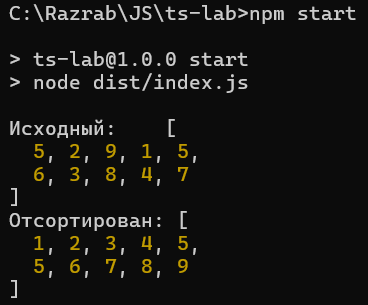 C:\Razrab\JS\ts-lab>npm start
> ts-lab@1.0.0 start
> node dist/index.js
Исходный:    [
  5, 2, 9, 1, 5,
  6, 3, 8, 4, 7
]
Отсортирован: [
  1, 2, 3, 4, 5,
  5, 6, 7, 8, 9
]